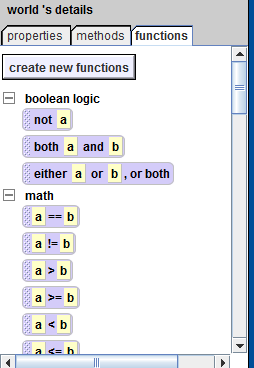 world 's details
properties methods functions
create new functions
boolean logic
not a
both a and b
either a or b , or both
math
a == b
a != b
a > b
a >= b
a < b
a <= b